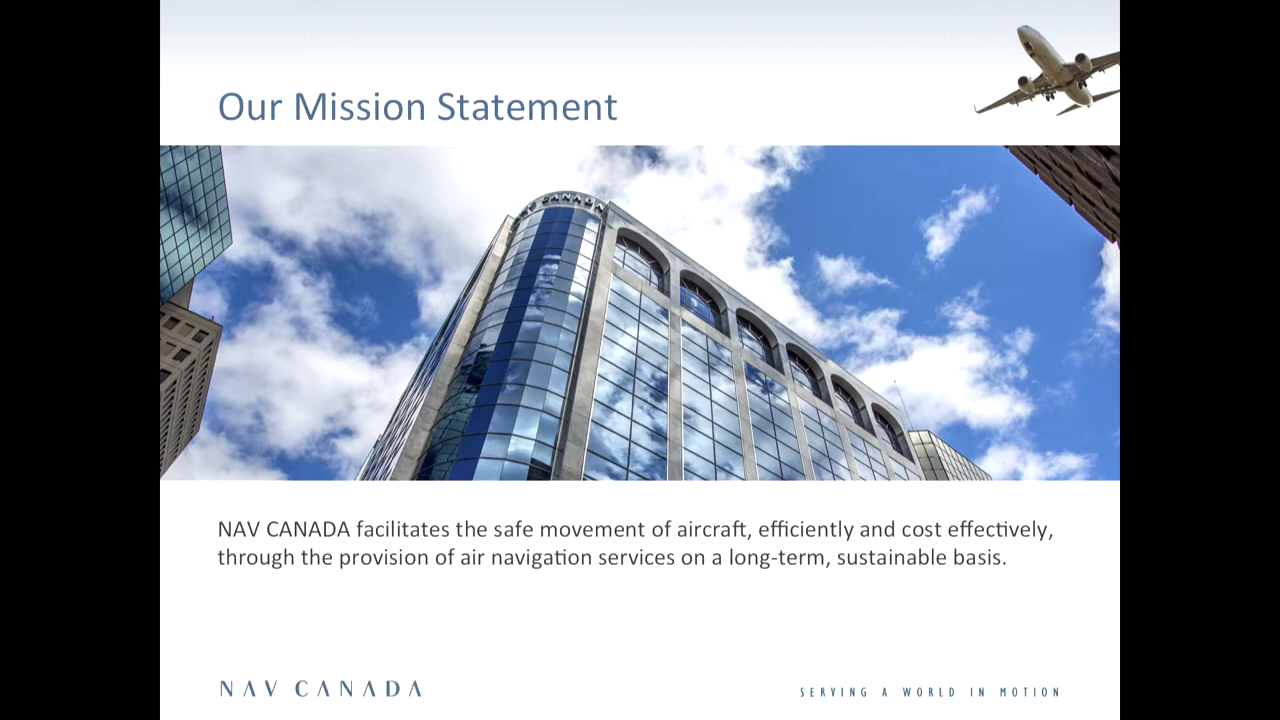 Our Mission Statement
CANADA
NAV CANADA facilitates the safe movement of aircraft, efficiently and cost effectively,
through the provision of air navigation services on a long-term, sustainable basis.
NAV CANADA
SERVING A WORLD IN MOTION